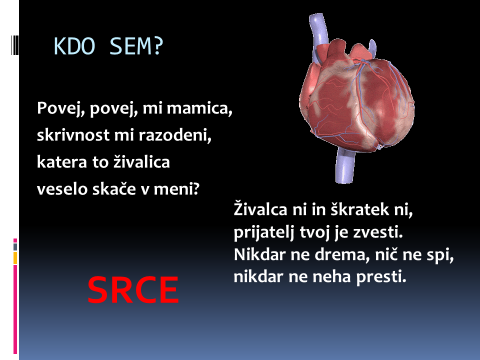 KDO SEM?
Povej, povej, mi mamica,
skrivnost mi razodeni,
katera to živalica
veselo skače v meni?
Živalca ni in škratek ni,
prijatelj tvoj je zvesti.
Nikdar ne drema, nič ne spi,
nikdar ne neha presti.
SRCE